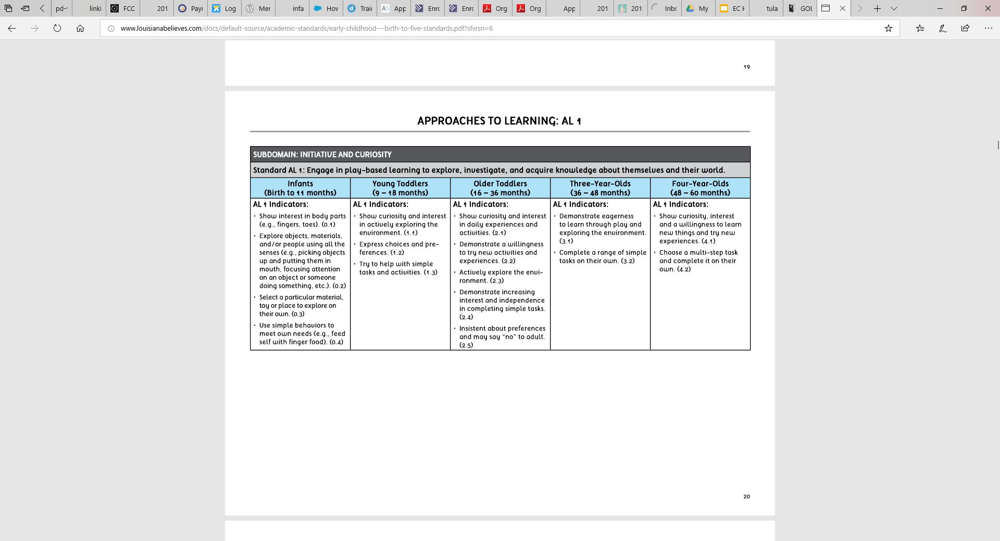 pd-
linki
FCC
201
Payı
Log
Mer
infa
Hov
Traiı
AS App
Enrc
Enrc
Org
Org
App
201
201
Inbc
My
EC k
tula
GOL
www.louisianabelieves.com/docs/default-source/academic-standards/early-childhood---birth-to-five-standards.pdf?sfvrsn=6
19
APPROACHES TO LEARNING: AL 1
SUBDOMAIN: INITIATIVE AND CURIOSITY
Standard AL 1: Engage in play-based learning to explore, investigate, and acquire knowledge about themselves and their world.
Infants
(Birth to 11 months)
Young Toddlers
(9 – 18 months)
Older Toddlers
(16 – 36 months)
Three-Year-Olds
(36 – 48 months)
Four-Year-Olds
(48 – 60 months)
AL 1 Indicators:
· Show interest in body parts
(e.g., fingers, toes). (0.1)
· Explore objects, materials,
and/or people using all the
senses (e.g., picking objects
up and putting them in
mouth, focusing attention
on an object or someone
doing something, etc.). (0.2)
· Select a particular material,
toy or place to explore on
their own. (0.3)
· Use simple behaviors to
meet own needs (e.g., feed
self with finger food). (0.4)
AL 1 Indicators:
· Show curiosity and interest
in actively exploring the
environment. (1.1)
· Express choices and pre-
ferences. (1.2)
· Try to help with simple
tasks and activities. (1.3)
AL 1 Indicators:
· Show curiosity and interest
in daily experiences and
activities. (2.1)
· Demonstrate a willingness
to try new activities and
experiences. (2.2)
· Actively explore the envi-
ronment. (2.3)
· Demonstrate increasing
interest and independence
in completing simple tasks.
(2.4)
· Insistent about preferences
and may say “no” to adult.
(2.5)
AL 1 Indicators:
· Demonstrate eagerness
to learn through play and
exploring the environment.
(3.1)
· Complete a range of simple
tasks on their own. (3.2)
AL 1 Indicators:
· Show curiosity, interest
and a willingness to learn
new things and try new
experiences. (4.1)
· Choose a multi-step task
and complete it on their
own. (4.2)
20